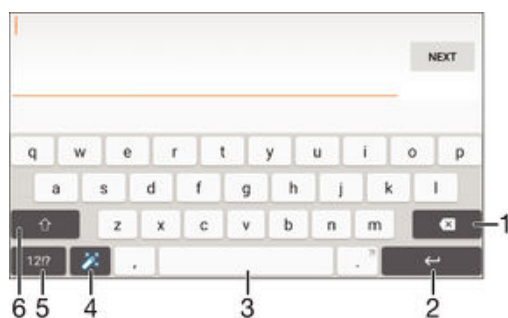 NEXT
q w e r t y u i o p
a s d f g h j k l
z x c v b n m 1
12!? , . ?!
6 5 4 3 2